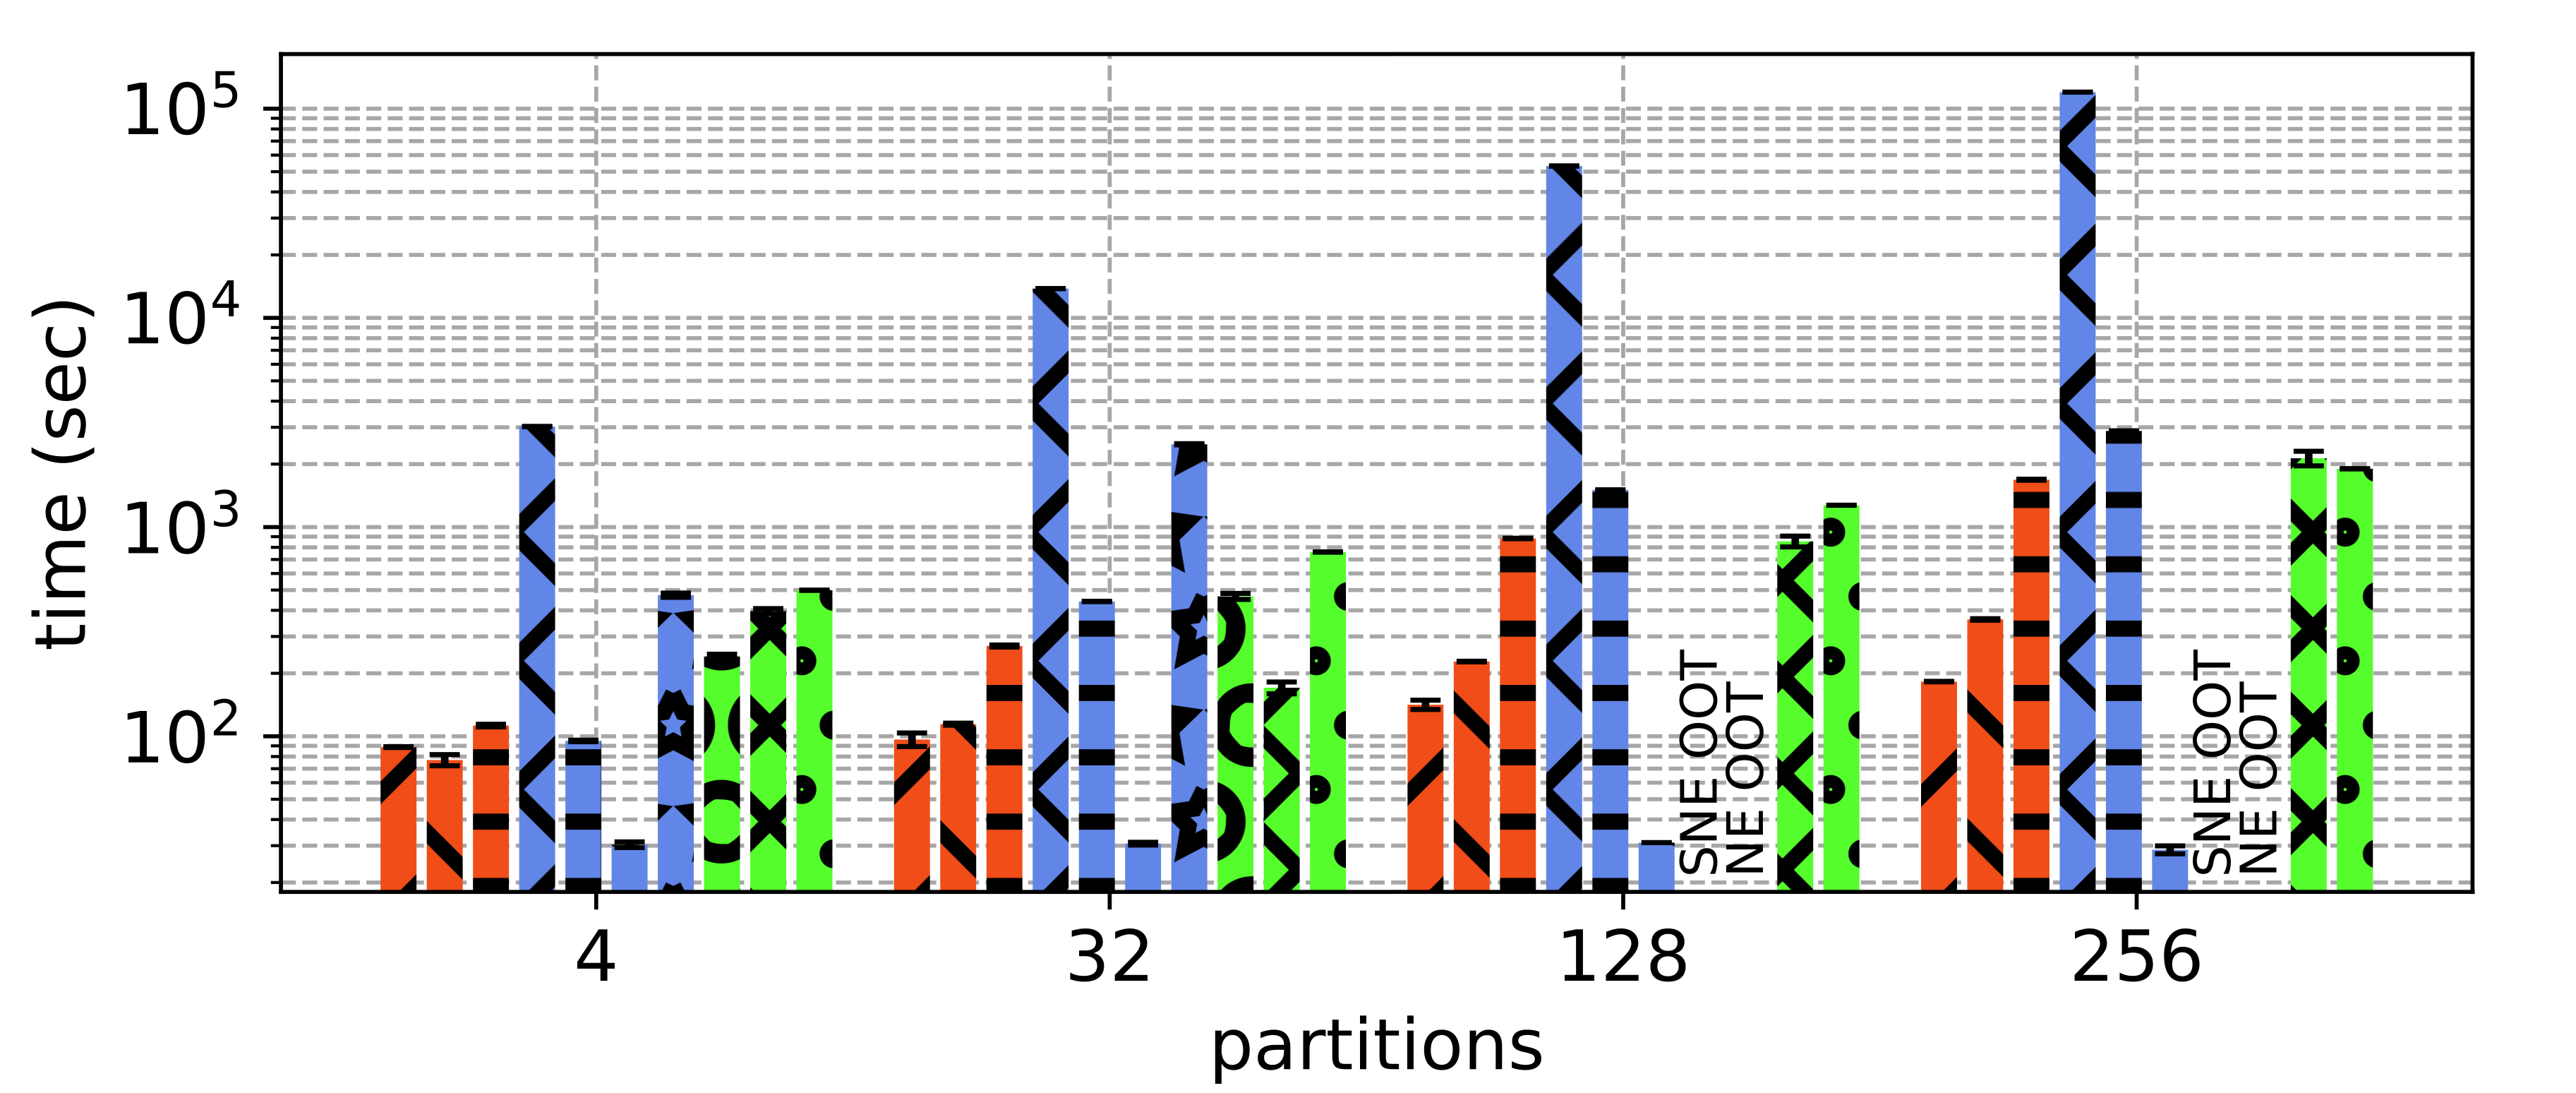 10^5
10^4
10^3
10^2
time (sec)
SNE OOT
NE OOT
SNE OOT
NE OOT
4
32
128
256
partitions